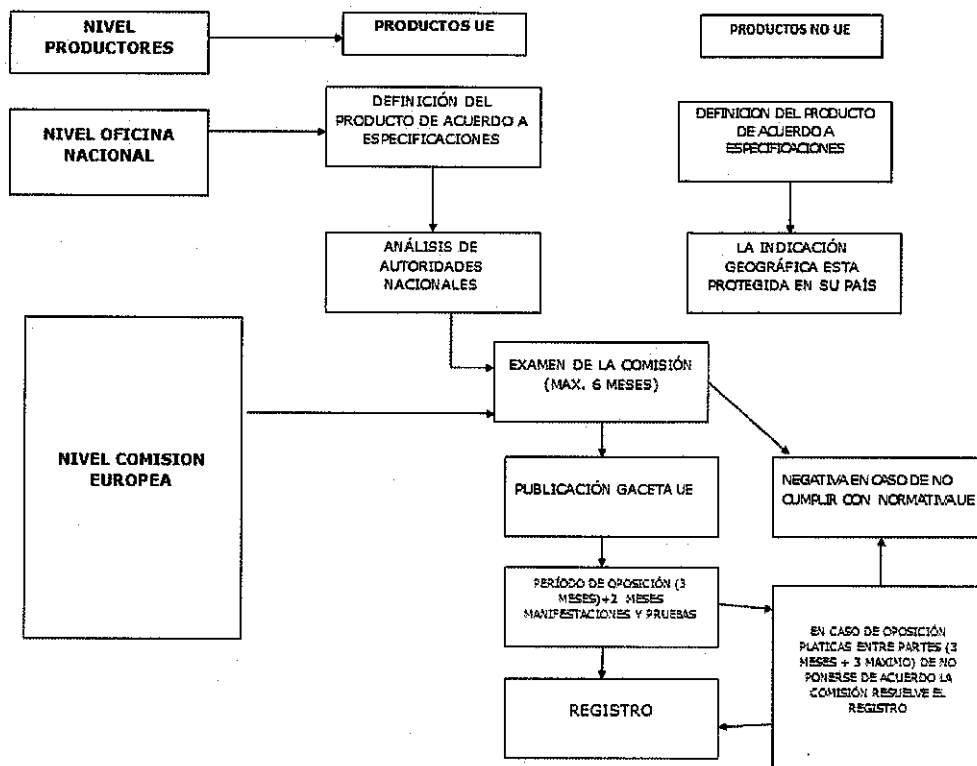 NIVEL
PRODUCTORES
PRODUCTOS UE
PRODUCTOS NO UE
NIVEL OFICINA
NACIONAL
DEFINICIÓN DEL
PRODUCTO DE ACUERDO A
ESPECIFICACIONES
DEFINICION DEL PRODUCTO
DE ACUERDO A
ESPECIFICACIONES
ANÁLISIS DE
AUTORIDADES
NACIONALES
LA INDICACIÓN
GEOGRÁFICA ESTA
PROTEGIDA EN SU PAÍS
NIVEL COMISION
EUROPEA
EXAMEN DE LA COMISIÓN
(MAX. 6 MESES)
PUBLICACIÓN GACETA UE
NEGATIVA EN CASO DE NO
CUMPLIR CON NORMATIVA UE
PERÍODO DE OPOSICIÓN (3
MESES)+2 MESES
MANIFESTACIONES Y PRUEBAS
EN CASO DE OPOSICIÓN
PLATICAS ENTRE PARTES (3
MESES + 3 MAXIMO) DE NO
PONERSE DE ACUERDO LA
COMISIÓN RESUELVE EL
REGISTRO
REGISTRO